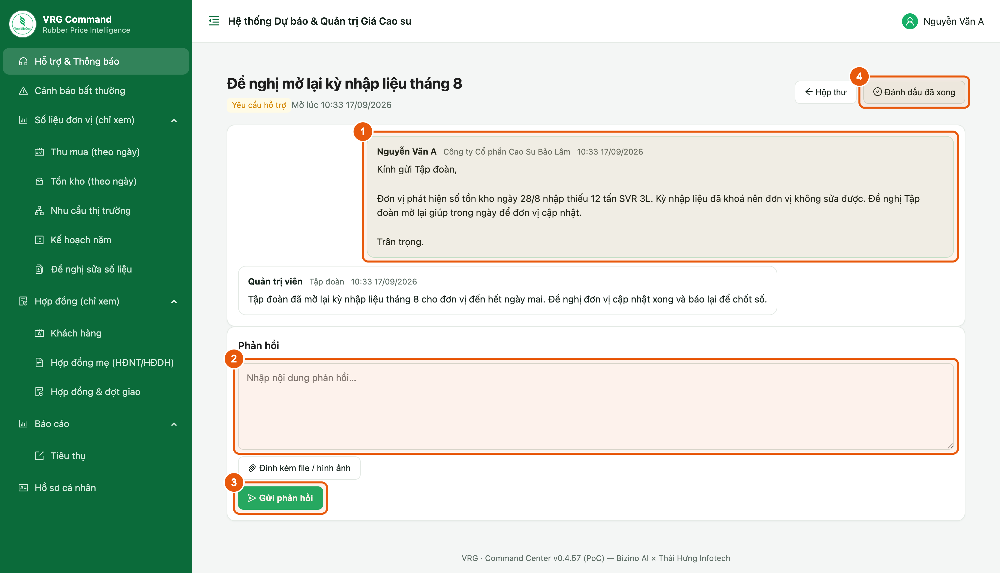 VRG Command
Rubber Price Intelligence
Vietnam Rubber Group
Hỗ trợ & Thông báo
Cảnh báo bất thường
Số liệu đơn vị (chỉ xem)
Thu mua (theo ngày)
Tồn kho (theo ngày)
Nhu cầu thị trường
Kế hoạch năm
Đề nghị sửa số liệu
Hợp đồng (chỉ xem)
Khách hàng
Hợp đồng mẹ (HĐNT/HĐDH)
Hợp đồng & đợt giao
Báo cáo
Tiêu thụ
Hồ sơ cá nhân
Hệ thống Dự báo & Quản trị Giá Cao su
Nguyễn Văn A
Đề nghị mở lại kỳ nhập liệu tháng 8
Yêu cầu hỗ trợ Mở lúc 10:33 17/09/2026
Hộp thư
4
Đánh dấu đã xong
1
Nguyễn Văn A Công ty Cổ phần Cao Su Bảo Lâm 10:33 17/09/2026
Kính gửi Tập đoàn,
Đơn vị phát hiện số tồn kho ngày 28/8 nhập thiếu 12 tấn SVR 3L. Kỳ nhập liệu đã khoá nên đơn vị không sửa được. Đề nghị Tập
đoàn mở lại giúp trong ngày để đơn vị cập nhật.
Trân trọng.
Quản trị viên Tập đoàn 10:33 17/09/2026
Tập đoàn đã mở lại kỳ nhập liệu tháng 8 cho đơn vị đến hết ngày mai. Đề nghị đơn vị cập nhật xong và báo lại để chốt số.
Phản hồi
2
Nhập nội dung phản hồi...
Đính kèm file / hình ảnh
3
Gửi phản hồi
VRG · Command Center v0.4.57 (PoC) — Bizino AI × Thái Hưng Infotech